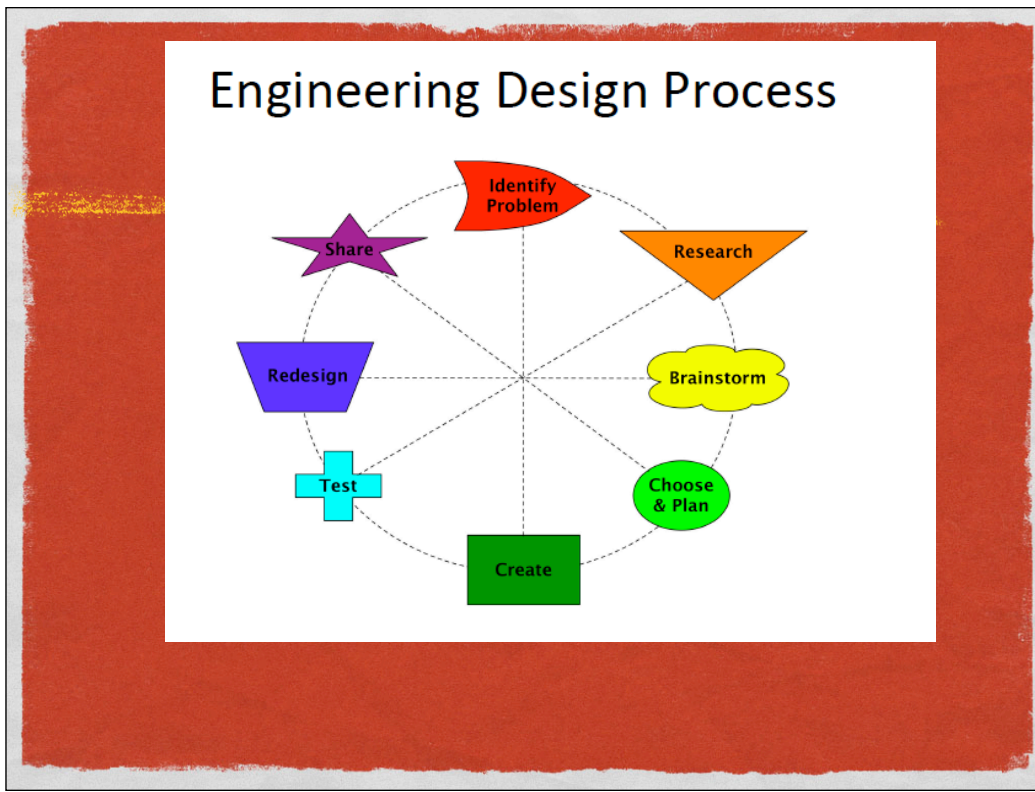 Engineering Design Process
Identify
Problem
Research
Brainstorm
Choose
& Plan
Create
Test
Redesign
Share